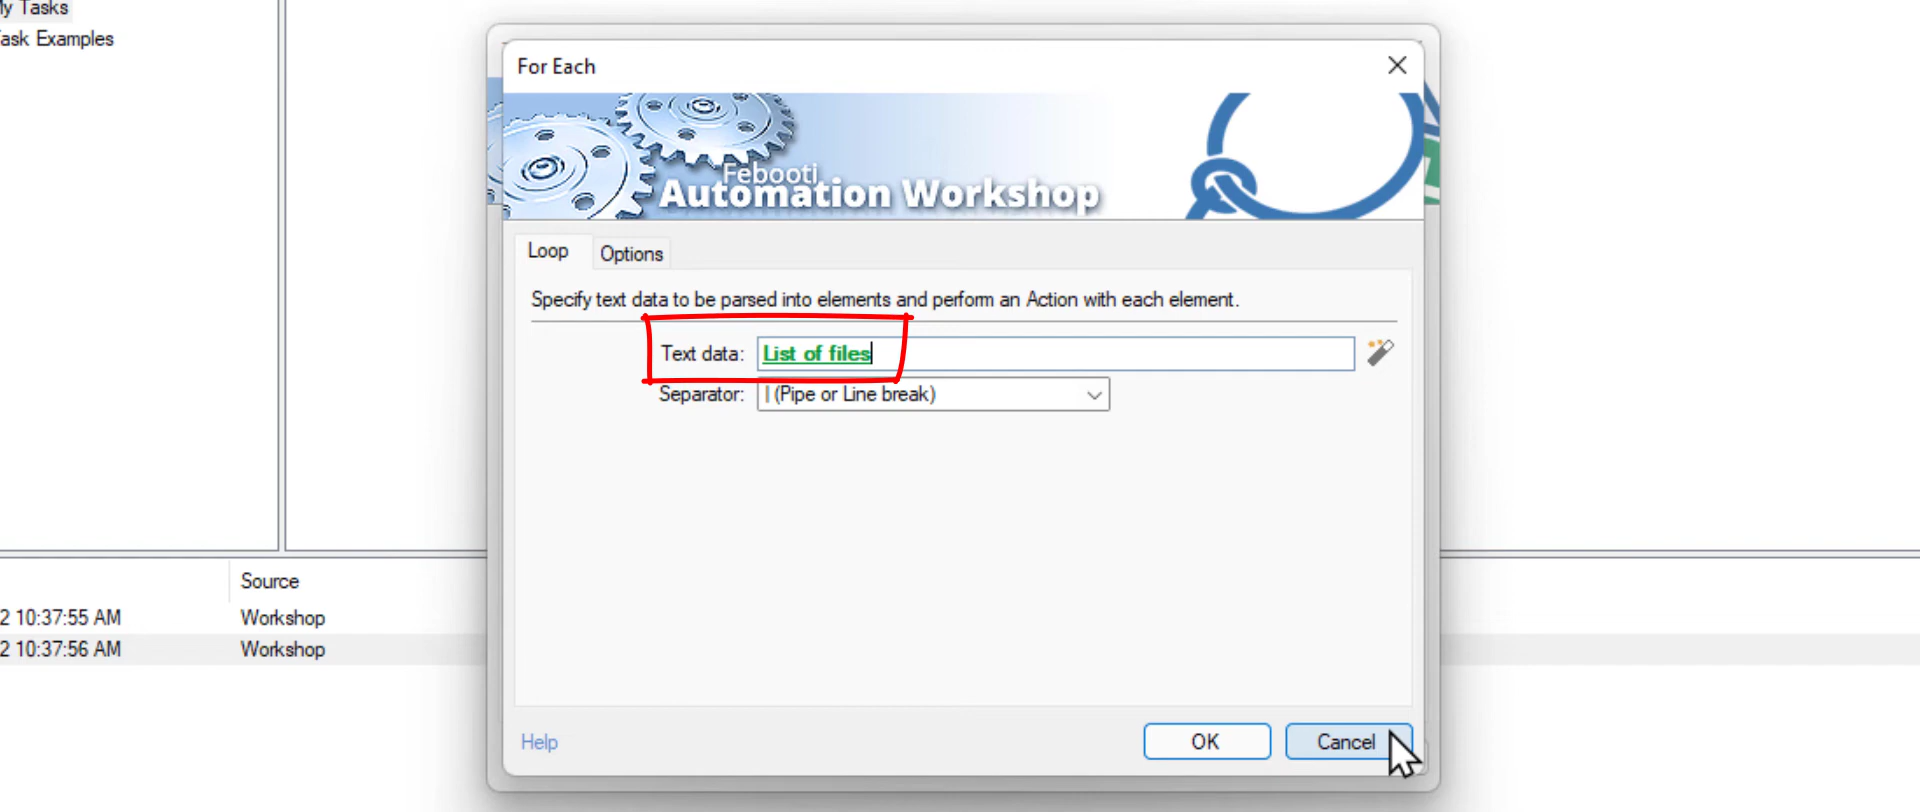 My Tasks
Task Examples
For Each
Febooti
Automation Workshop
Loop
Options
Specify text data to be parsed into elements and perform an Action with each element.
Text data: List of files
Separator: | (Pipe or Line break)
Source
2 10:37:55 AM Workshop
2 10:37:56 AM Workshop
Help
OK
Cancel